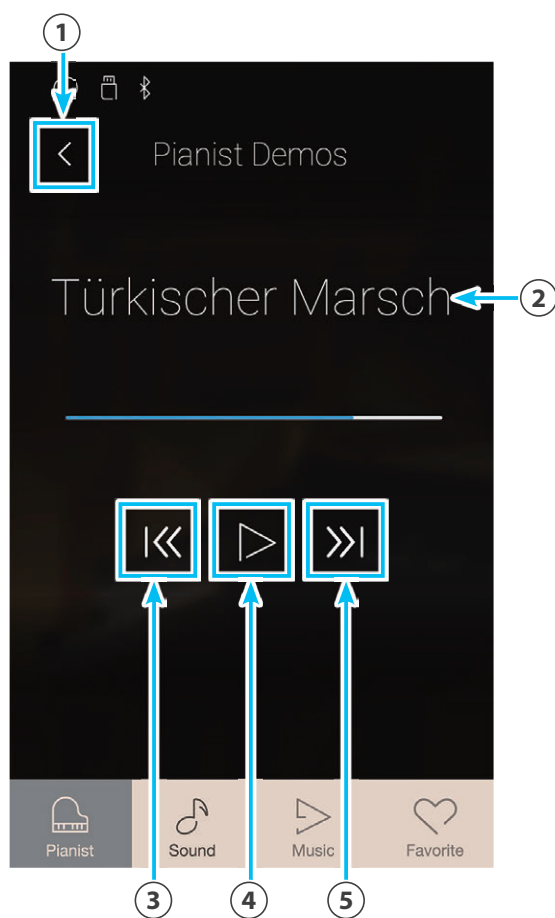 ①
Pianist Demos
Türkischer Marsch
②
Pianist
Sound
Music
Favorite
③
④
⑤